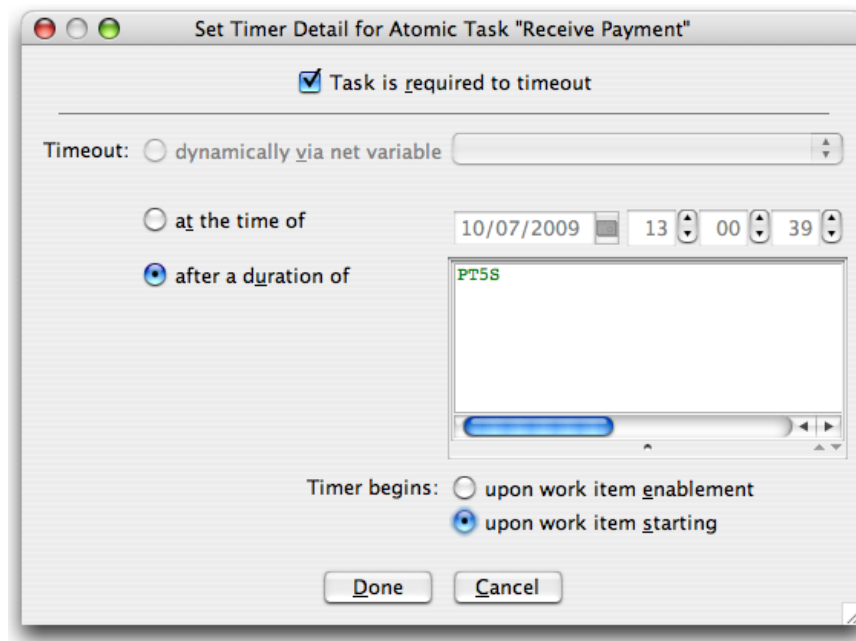 Set Timer Detail for Atomic Task "Receive Payment"
Task is required to timeout
Timeout: dynamically via net variable
at the time of 10/07/2009 13 00 39
after a duration of PT5S
Timer begins: upon work item enablement
upon work item starting
Done Cancel